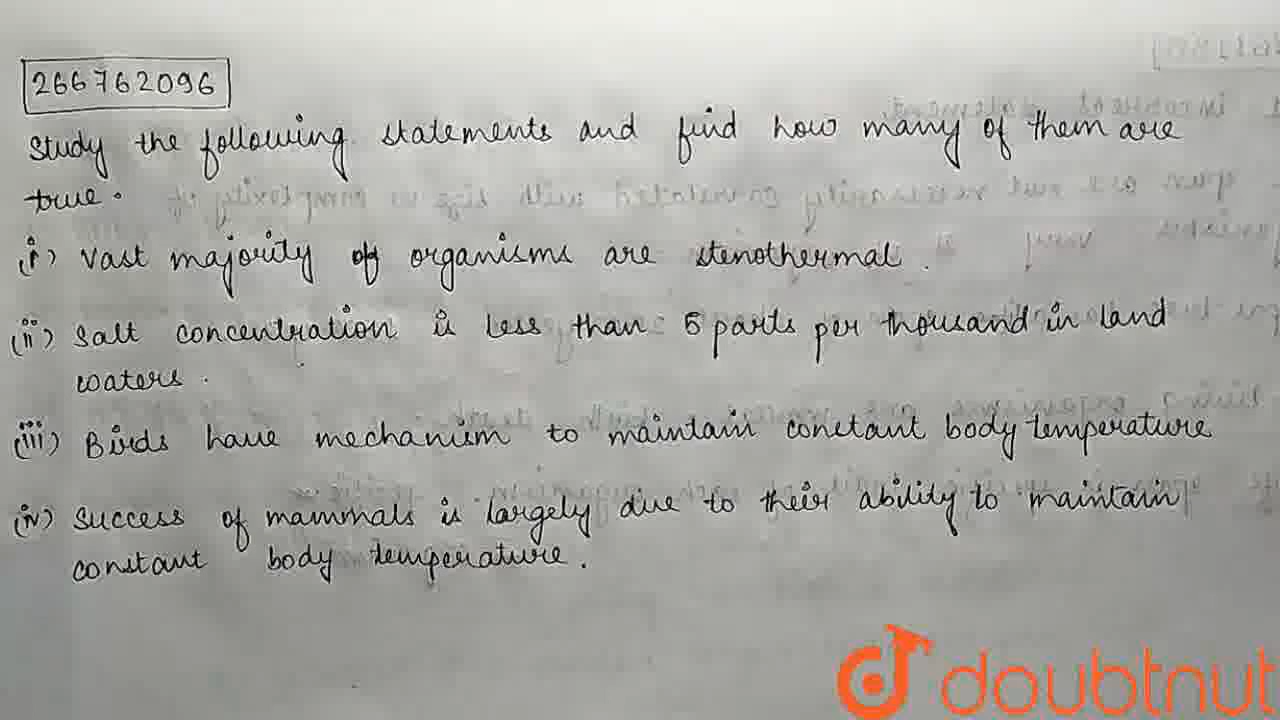 266762096
Study the following statements and find how many of them are
true.
(i) Vast majority of organisms are stenothermal.
(ii) Salt concentration is less than 5 parts per thousand in land
waters.
(iii) Birds have mechanism to maintain constant body temperature
(iv) Success of mammals is largely due to their ability to maintain
constant body temperature.
doubtnut